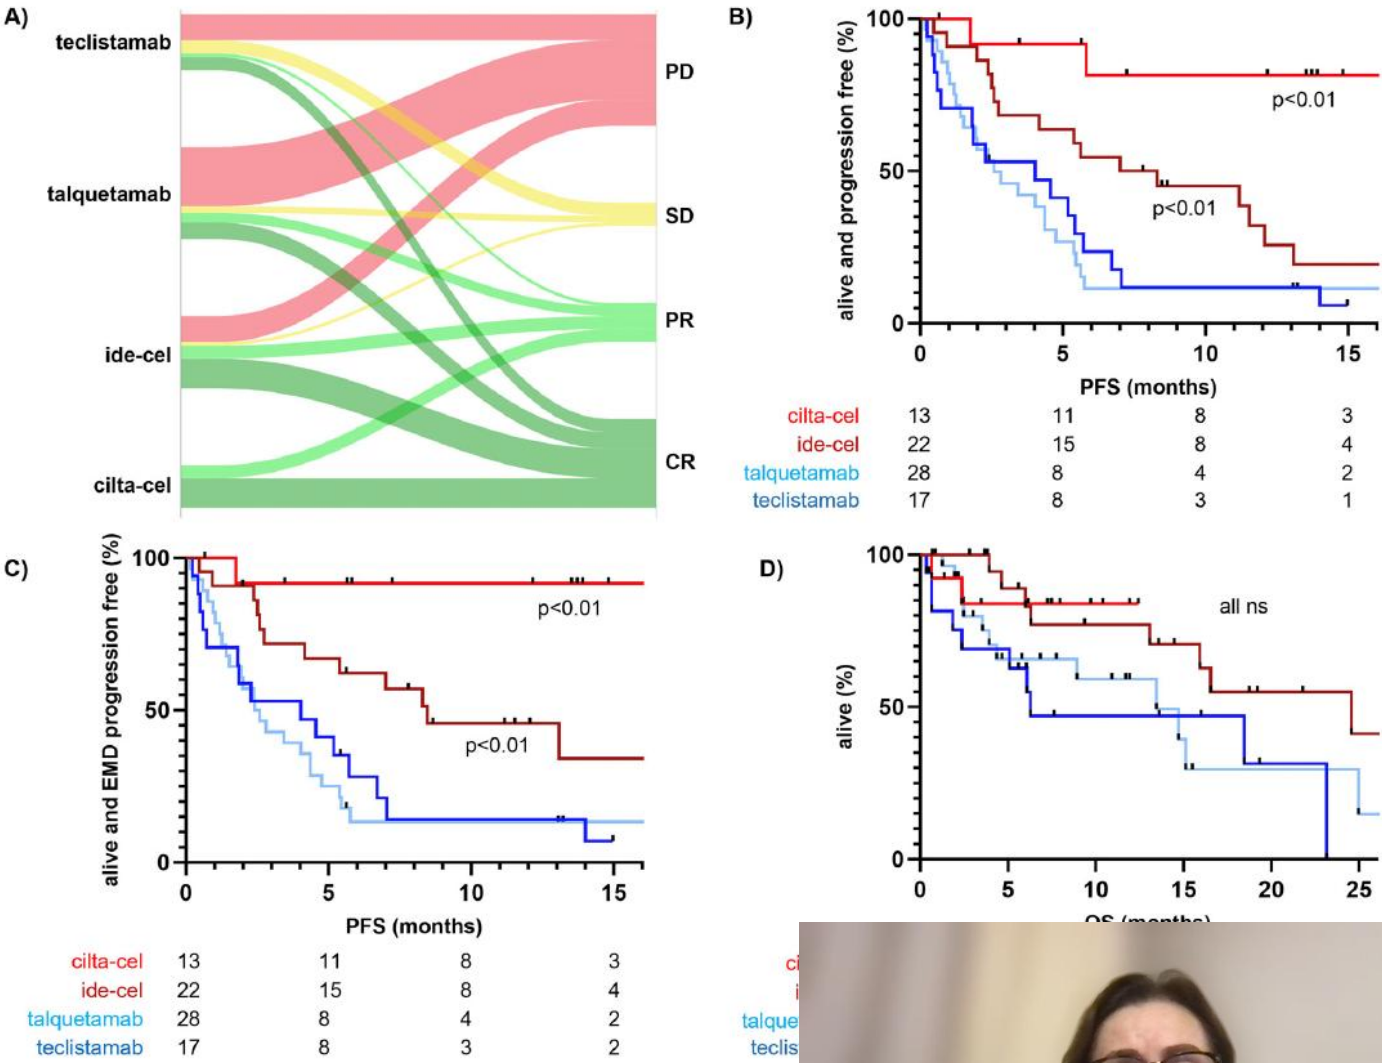 A)
teclistamab
talquetamab
ide-cel
cilta-cel
PD
SD
PR
CR
B)
alive and progression free (%)
100
50
0
p<0.01
p<0.01
0 5 10 15
PFS (months)
cilta-cel 13 11 8 3
ide-cel 22 15 8 4
talquetamab 28 8 4 2
teclistamab 17 8 3 1
C)
alive and EMD progression free (%)
100
50
0
p<0.01
p<0.01
0 5 10 15
PFS (months)
cilta-cel 13 11 8 3
ide-cel 22 15 8 4
talquetamab 28 8 4 2
teclistamab 17 8 3 2
D)
alive (%)
100
50
0
all ns
0 5 10 15 20 25
OS (months)
ci
i
talque
teclis